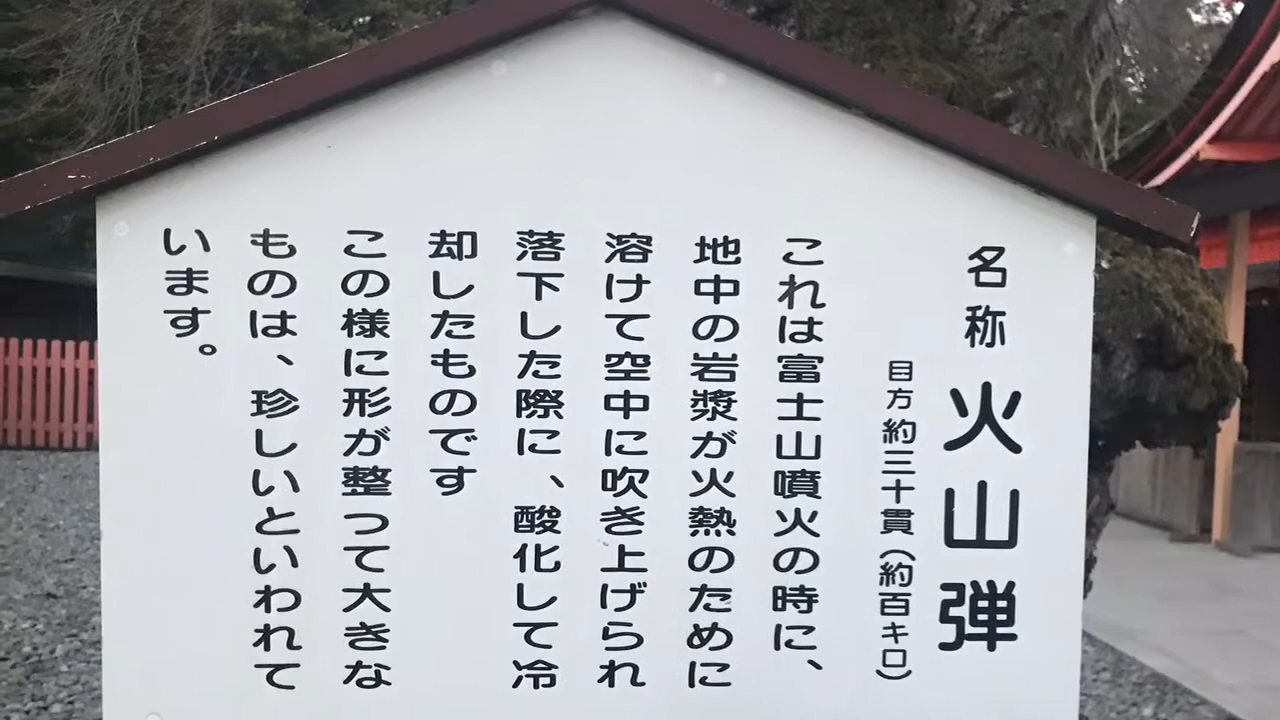 名称 火山弾
目方約三十貫（約百キロ）
これは富士山噴火の時に、
地中の岩漿が火熱のために
溶けて空中に吹き上げられ
落下した際に、酸化して冷
却したものです
この様に形が整つて大きな
ものは、珍しいといわれて
います。